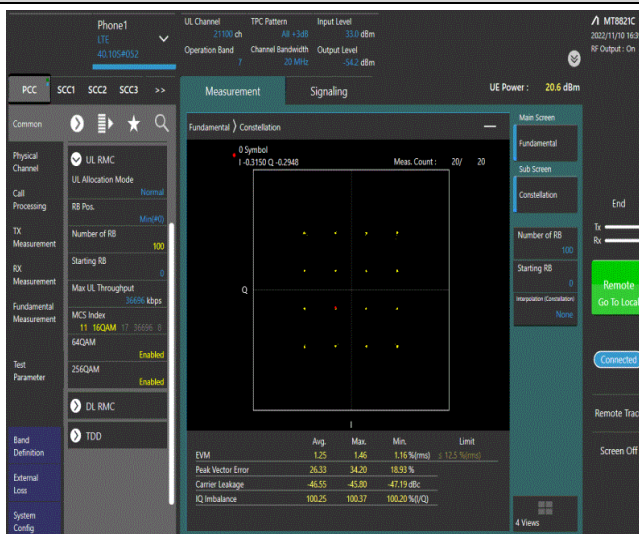 Phone1
LTE
40.10S#052
UL Channel 21100 ch
TPC Pattern All +3dB
Input Level 33.0 dBm
Operation Band 7
Channel Bandwidth 20 MHz
Output Level -54.2 dBm
MT8821C
2022/11/10 16:3
RF Output : On
PCC SCC1 SCC2 SCC3 >>
Measurement
Signaling
UE Power : 20.6 dBm
Common
Physical
Channel
Call
Processing
TX
Measurement
RX
Measurement
Fundamental
Measurement
Test
Parameter
Band
Definition
External
Loss
System
Config
UL RMC
UL Allocation Mode
Normal
RB Pos.
Min(#0)
Number of RB
100
Starting RB
0
Max UL Throughput
36696 kbps
MCS Index
11 16QAM 17 36696 8
64QAM
Enabled
256QAM
Enabled
DL RMC
TDD
Fundamental 〉 Constellation
0 Symbol
I -0.3150 Q -0.2948
Meas. Count : 20/ 20
Q
I
Avg. Max. Min. Limit
EVM 1.25 1.46 1.16 %(rms) ≤ 12.5 %(rms)
Peak Vector Error 26.33 34.20 18.93 %
Carrier Leakage -46.55 -45.80 -47.19 dBc
IQ Imbalance 100.25 100.37 100.20 %(I/Q)
Main Screen
Fundamental
Sub Screen
Constellation
Number of RB
100
Starting RB
0
Interpolation (Constellation)
None
4 Views
End
Tx
Rx
Remote
Go To Local
Connected
Remote Trac
Screen Off